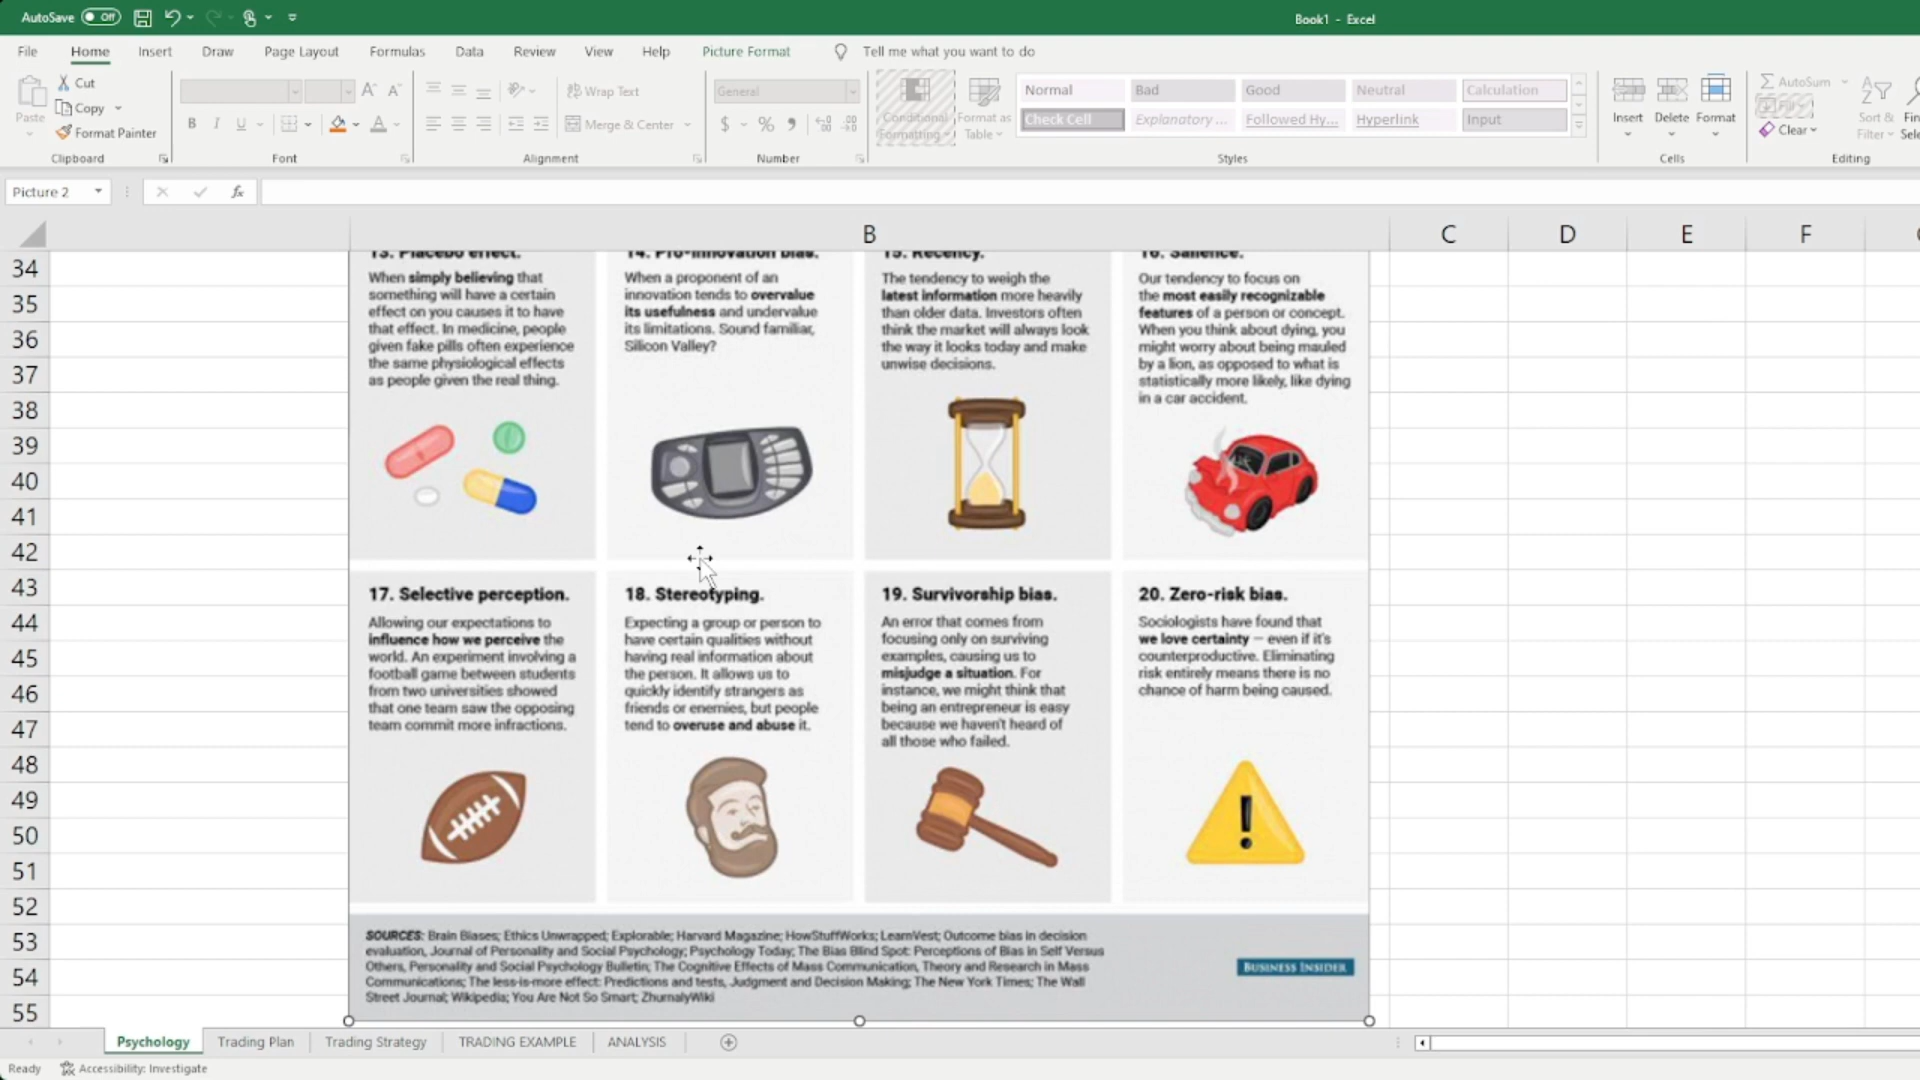 AutoSave Off
Book1 - Excel
File Home Insert Draw Page Layout Formulas Data Review View Help Picture Format Tell me what you want to do
Paste
Cut
Copy
Format Painter
Clipboard
A A
B I U A
Font
Wrap Text
Merge & Center
Alignment
General
$ %
Number
Conditional Formatting
Format as Table
Normal Bad Good Neutral Calculation
Check Cell Explanatory ... Followed Hy... Hyperlink Input
Styles
Insert Delete Format
Cells
AutoSum
Fill
Clear
Sort & Filter
Editing
Picture 2
fx
B C D E F
34
35
36
37
38
39
40
41
42
43
44
45
46
47
48
49
50
51
52
53
54
55
13. Placebo effect.
When simply believing that
something will have a certain
effect on you causes it to have
that effect. In medicine, people
given fake pills often experience
the same physiological effects
as people given the real thing.
14. Pro-innovation bias.
When a proponent of an
innovation tends to overvalue
its usefulness and undervalue
its limitations. Sound familiar,
Silicon Valley?
15. Recency.
The tendency to weigh the
latest information more heavily
than older data. Investors often
think the market will always look
the way it looks today and make
unwise decisions.
16. Salience.
Our tendency to focus on
the most easily recognizable
features of a person or concept.
When you think about dying, you
might worry about being mauled
by a lion, as opposed to what is
statistically more likely, like dying
in a car accident.
17. Selective perception.
Allowing our expectations to
influence how we perceive the
world. An experiment involving a
football game between students
from two universities showed
that one team saw the opposing
team commit more infractions.
18. Stereotyping.
Expecting a group or person to
have certain qualities without
having real information about
the person. It allows us to
quickly identify strangers as
friends or enemies, but people
tend to overuse and abuse it.
19. Survivorship bias.
An error that comes from
focusing only on surviving
examples, causing us to
misjudge a situation. For
instance, we might think that
being an entrepreneur is easy
because we haven't heard of
all those who failed.
20. Zero-risk bias.
Sociologists have found that
we love certainty — even if it's
counterproductive. Eliminating
risk entirely means there is no
chance of harm being caused.
SOURCES: Brain Biases; Ethics Unwrapped; Explorable; Harvard Magazine; HowStuffWorks; LearnVest; Outcome bias in decision
evaluation, Journal of Personality and Social Psychology; Psychology Today; The Bias Blind Spot: Perceptions of Bias in Self Versus
Others, Personality and Social Psychology Bulletin; The Cognitive Effects of Mass Communication, Theory and Research in Mass
Communications; The less-is-more effect: Predictions and tests, Judgment and Decision Making; The New York Times; The Wall
Street Journal; Wikipedia; You Are Not So Smart; ZhurnalyWiki
BUSINESS INSIDER
Psychology Trading Plan Trading Strategy TRADING EXAMPLE ANALYSIS
Ready Accessibility: Investigate